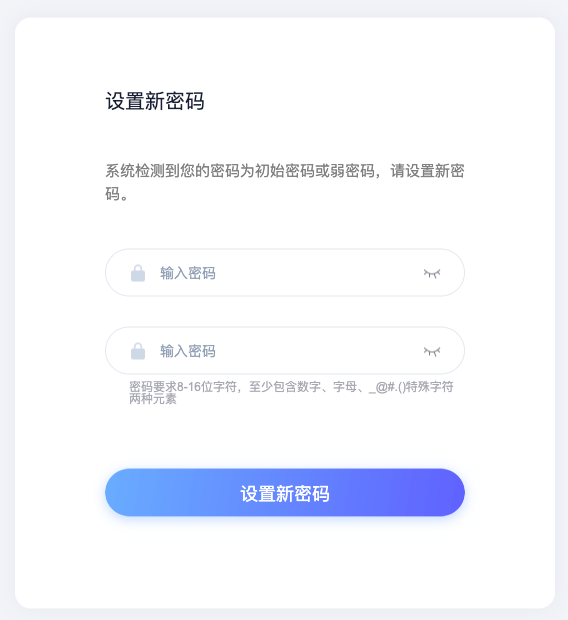 设置新密码
系统检测到您的密码为初始密码或弱密码，请设置新密
码。
输入密码
输入密码
密码要求8-16位字符，至少包含数字、字母、_@#.()特殊字符
两种元素
设置新密码